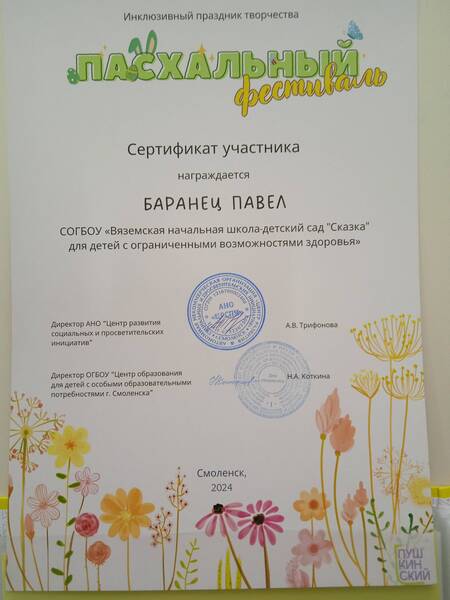 Инклюзивный праздник творчества
ПАСХАЛЬНЫЙ
фестиваль
Сертификат участника
награждается
БАРАНЕЦ ПАВЕЛ
СОГБОУ «Вяземская начальная школа-детский сад "Сказка"
для детей с ограниченными возможностями здоровья»
АНО
Директор АНО "Центр развития
социальных и просветительских
инициатив"
А.В. Трифонова
Директор ОГБОУ "Центр образования
для детей с особыми образовательными
потребностями г. Смоленска"
Н.А. Коткина
Смоленск,
2024
ПУШ
КИН
СКИЙ